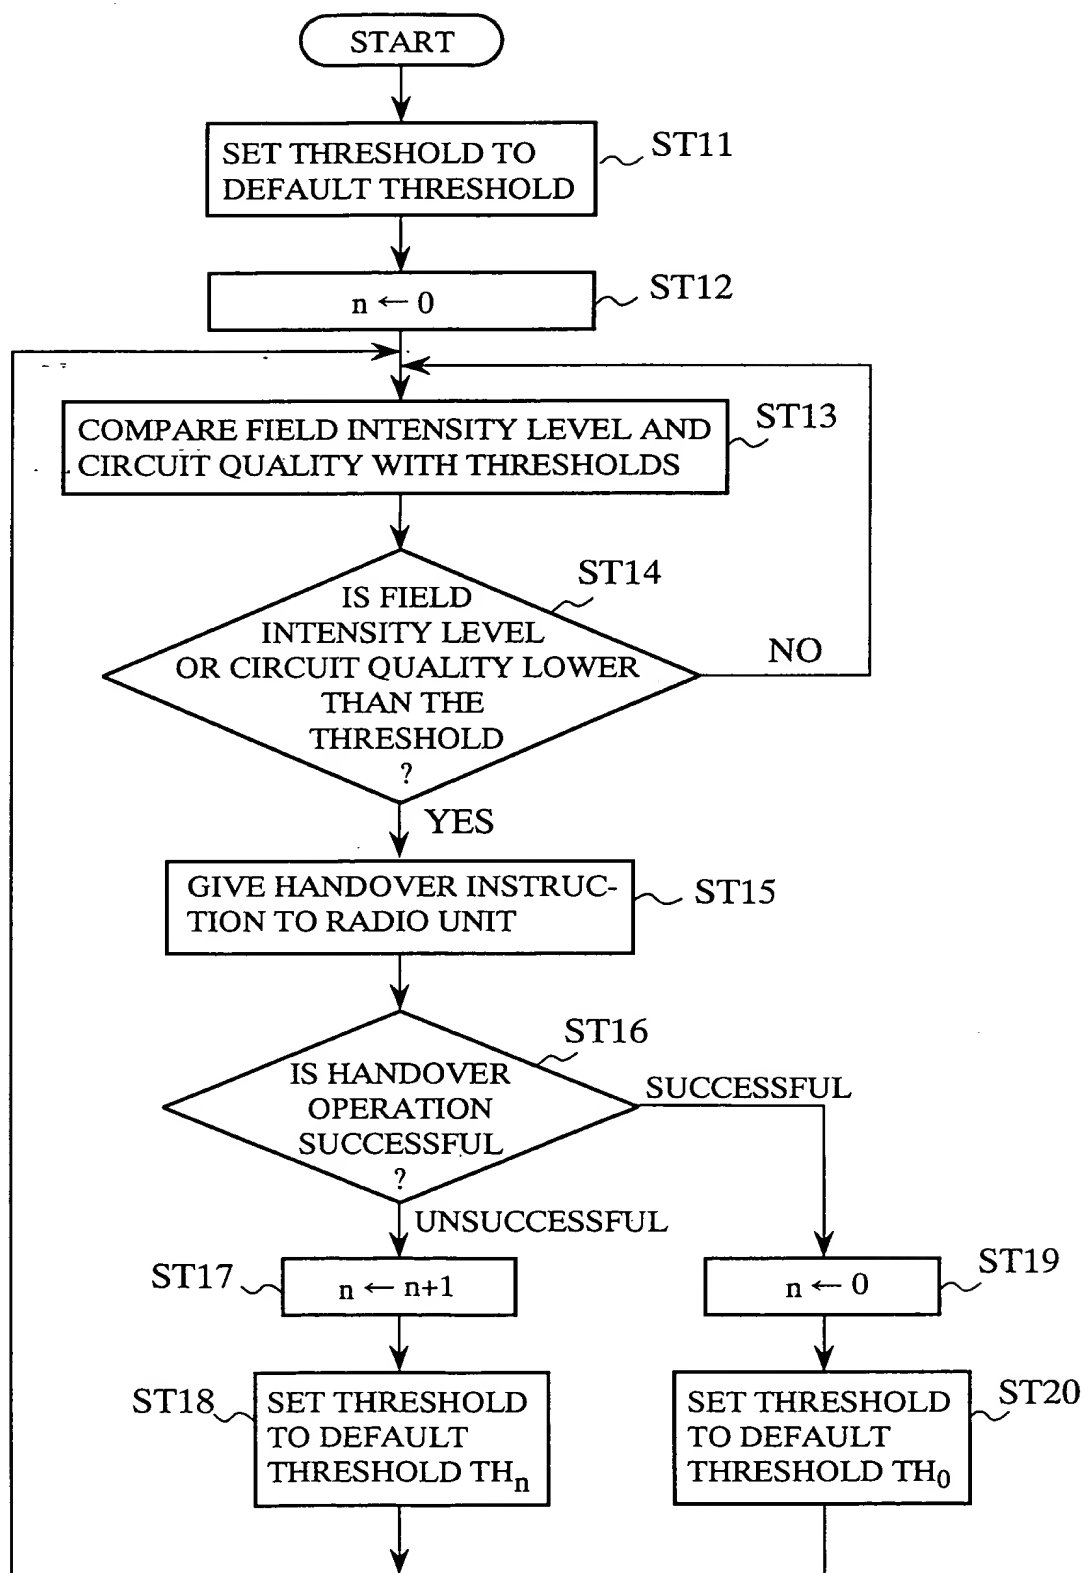 START
SET THRESHOLD TO
DEFAULT THRESHOLD
ST11
n ← 0
ST12
COMPARE FIELD INTENSITY LEVEL AND
CIRCUIT QUALITY WITH THRESHOLDS
ST13
IS FIELD
INTENSITY LEVEL
OR CIRCUIT QUALITY LOWER
THAN THE
THRESHOLD
?
ST14
NO
YES
GIVE HANDOVER INSTRUC-
TION TO RADIO UNIT
ST15
IS HANDOVER
OPERATION
SUCCESSFUL
?
ST16
SUCCESSFUL
UNSUCCESSFUL
ST17
n ← n+1
n ← 0
ST19
ST18
SET THRESHOLD
TO DEFAULT
THRESHOLD THn
SET THRESHOLD
TO DEFAULT
THRESHOLD TH0
ST20